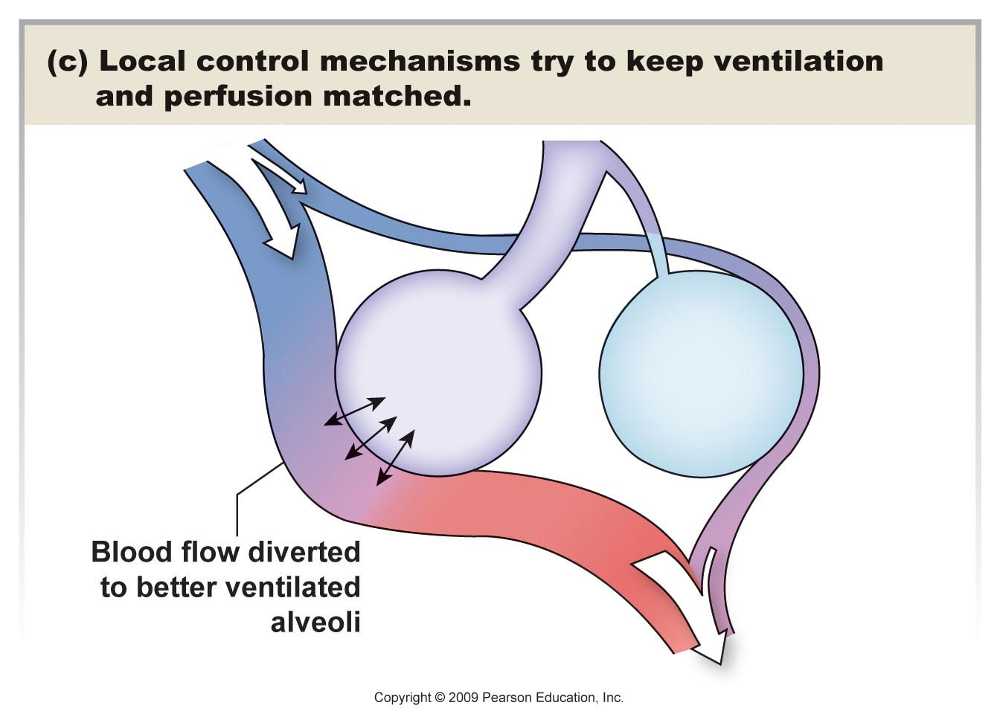 (c) Local control mechanisms try to keep ventilation
and perfusion matched.
Blood flow diverted
to better ventilated
alveoli
Copyright © 2009 Pearson Education, Inc.